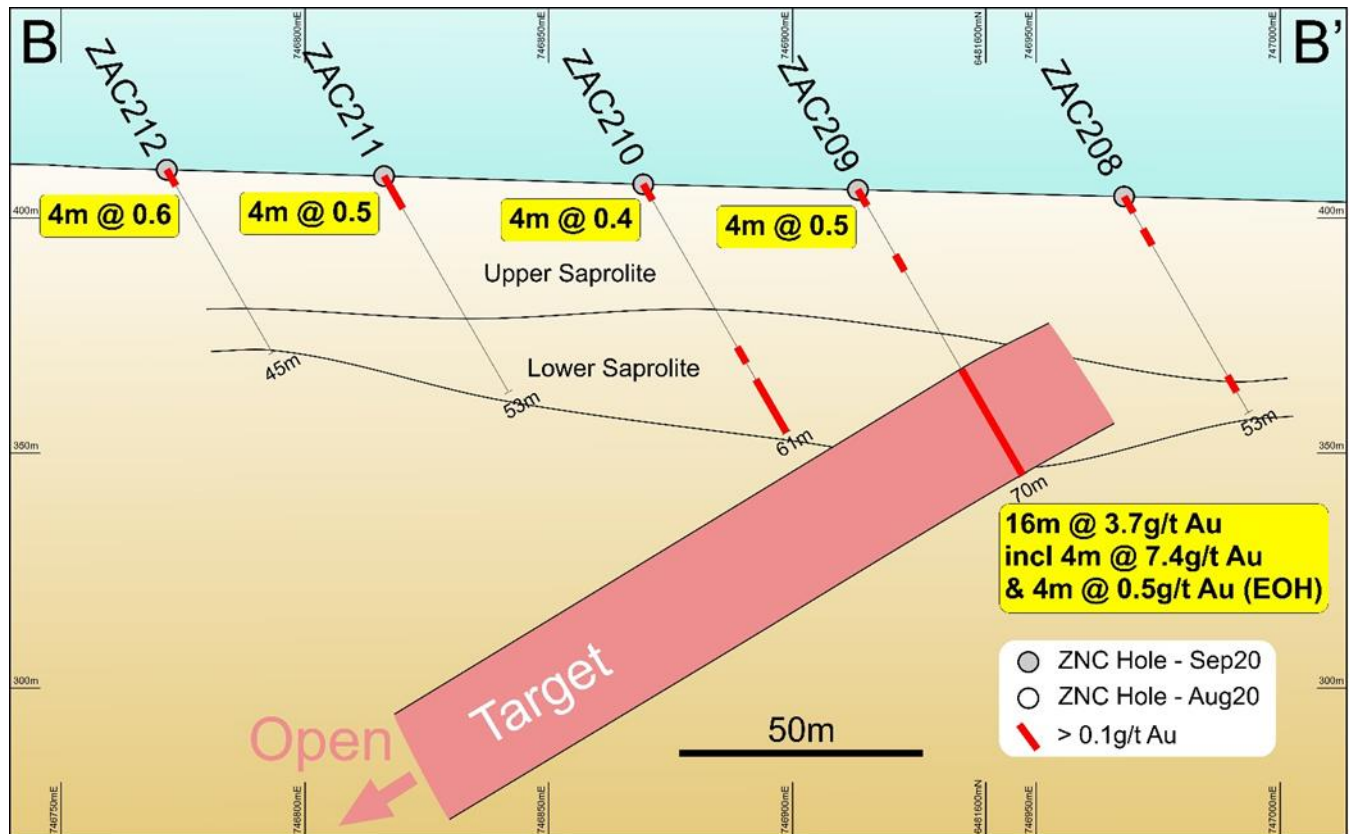 B
B'
746750mE
746800mE
746850mE
746900mE
6481600mN
746950mE
747000mE
ZAC212
ZAC211
ZAC210
ZAC209
ZAC208
400m
400m
4m @ 0.6
4m @ 0.5
4m @ 0.4
4m @ 0.5
Upper Saprolite
Lower Saprolite
45m
53m
61m
70m
53m
350m
350m
16m @ 3.7g/t Au
incl 4m @ 7.4g/t Au
& 4m @ 0.5g/t Au (EOH)
ZNC Hole - Sep20
ZNC Hole - Aug20
> 0.1g/t Au
Target
Open
50m
300m
300m
746750mE
746800mE
746850mE
746900mE
6481600mN
746950mE
747000mE